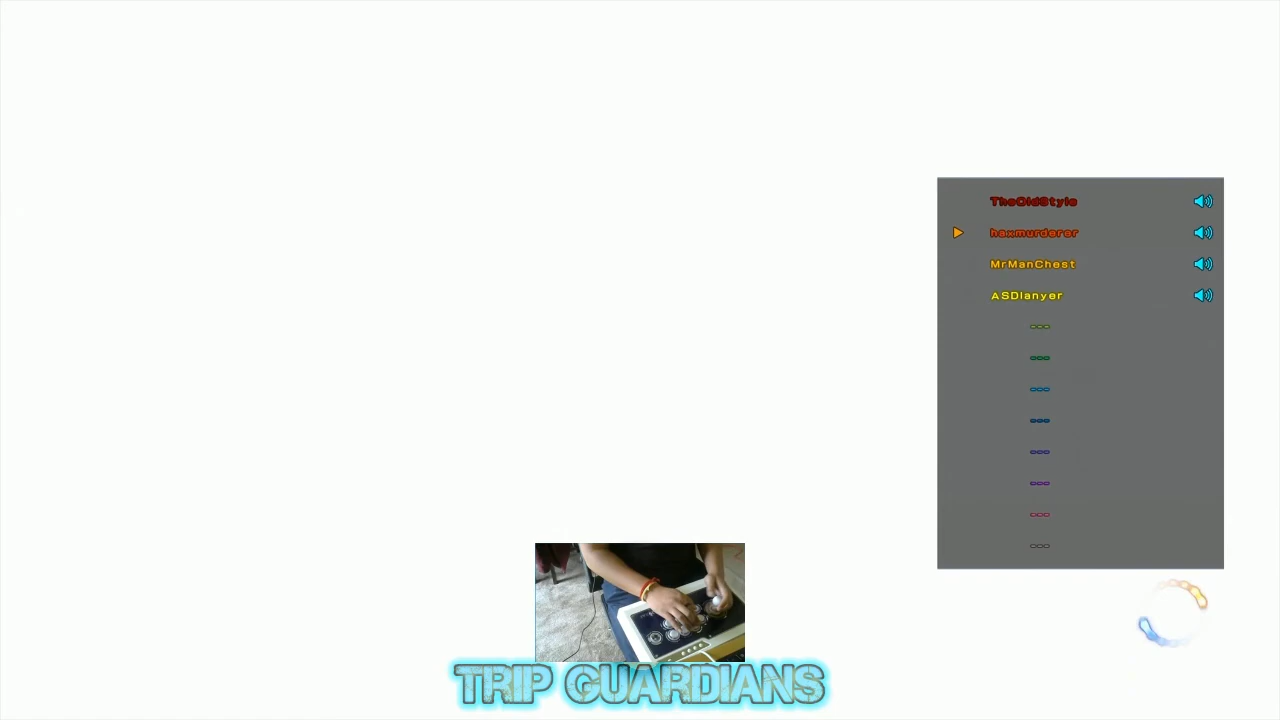 TheOldStyle
haxmurderer
MrManChest
ASDlanyer
---
---
---
---
---
---
---
---
TRIP GUARDIANS